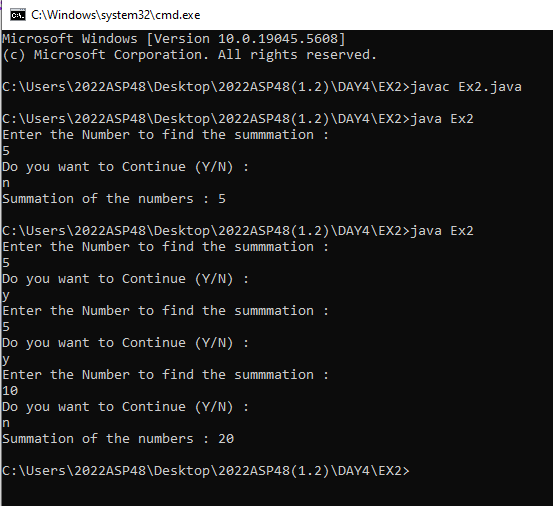 C:\Windows\system32\cmd.exe
Microsoft Windows [Version 10.0.19045.5608]
(c) Microsoft Corporation. All rights reserved.
C:\Users\2022ASP48\Desktop\2022ASP48(1.2)\DAY4\EX2>javac Ex2.java
C:\Users\2022ASP48\Desktop\2022ASP48(1.2)\DAY4\EX2>java Ex2
Enter the Number to find the summmation :
5
Do you want to Continue (Y/N) :
n
Summation of the numbers : 5
C:\Users\2022ASP48\Desktop\2022ASP48(1.2)\DAY4\EX2>java Ex2
Enter the Number to find the summmation :
5
Do you want to Continue (Y/N) :
y
Enter the Number to find the summmation :
5
Do you want to Continue (Y/N) :
y
Enter the Number to find the summmation :
10
Do you want to Continue (Y/N) :
n
Summation of the numbers : 20
C:\Users\2022ASP48\Desktop\2022ASP48(1.2)\DAY4\EX2>